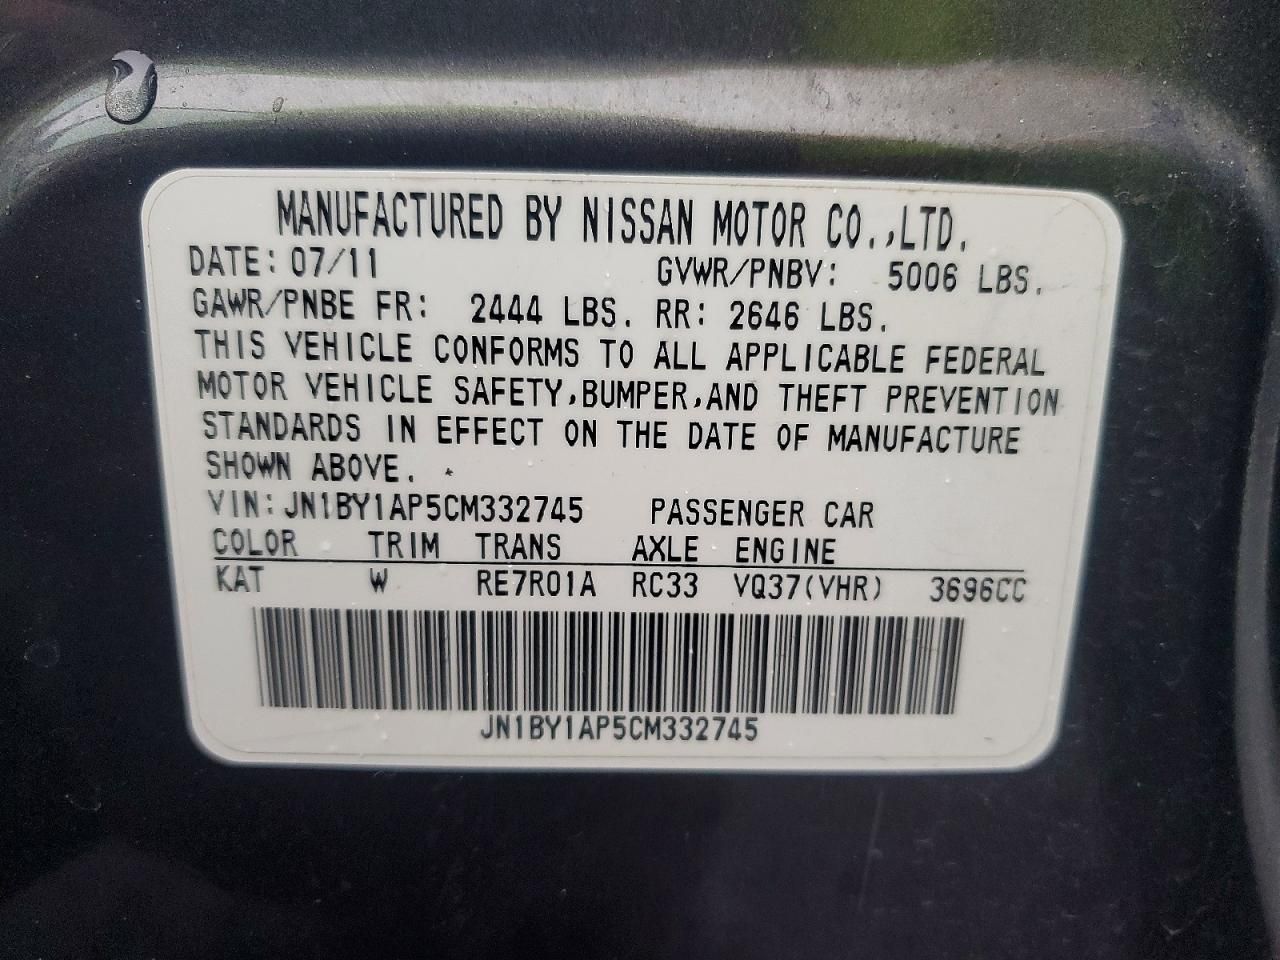 MANUFACTURED BY NISSAN MOTOR CO.,LTD.
DATE: 07/11 GVWR/PNBV: 5006 LBS.
GAWR/PNBE FR: 2444 LBS. RR: 2646 LBS.
THIS VEHICLE CONFORMS TO ALL APPLICABLE FEDERAL
MOTOR VEHICLE SAFETY,BUMPER,AND THEFT PREVENTION
STANDARDS IN EFFECT ON THE DATE OF MANUFACTURE
SHOWN ABOVE.
VIN: JN1BY1AP5CM332745 PASSENGER CAR
COLOR TRIM TRANS AXLE ENGINE
KAT W RE7R01A RC33 VQ37(VHR) 3696CC
JN1BY1AP5CM332745